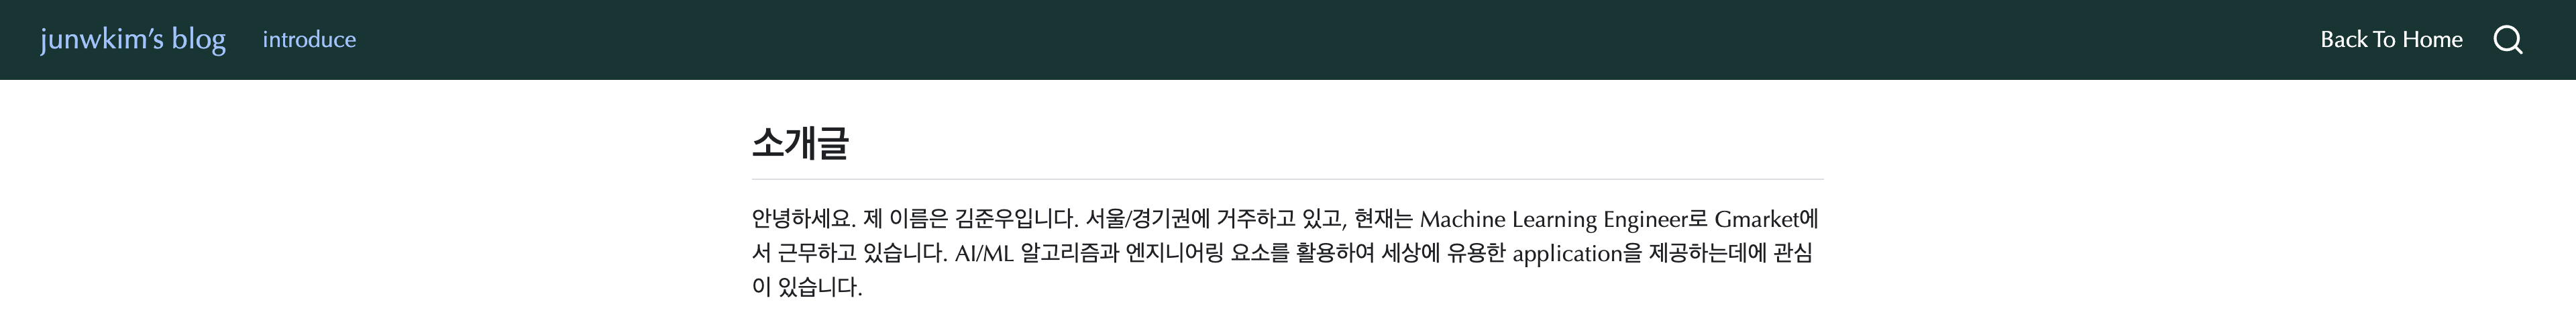 junwkim's blog introduce Back To Home
소개글
안녕하세요. 제 이름은 김준우입니다. 서울/경기권에 거주하고 있고, 현재는 Machine Learning Engineer로 Gmarket에
서 근무하고 있습니다. AI/ML 알고리즘과 엔지니어링 요소를 활용하여 세상에 유용한 application을 제공하는데에 관심
이 있습니다.